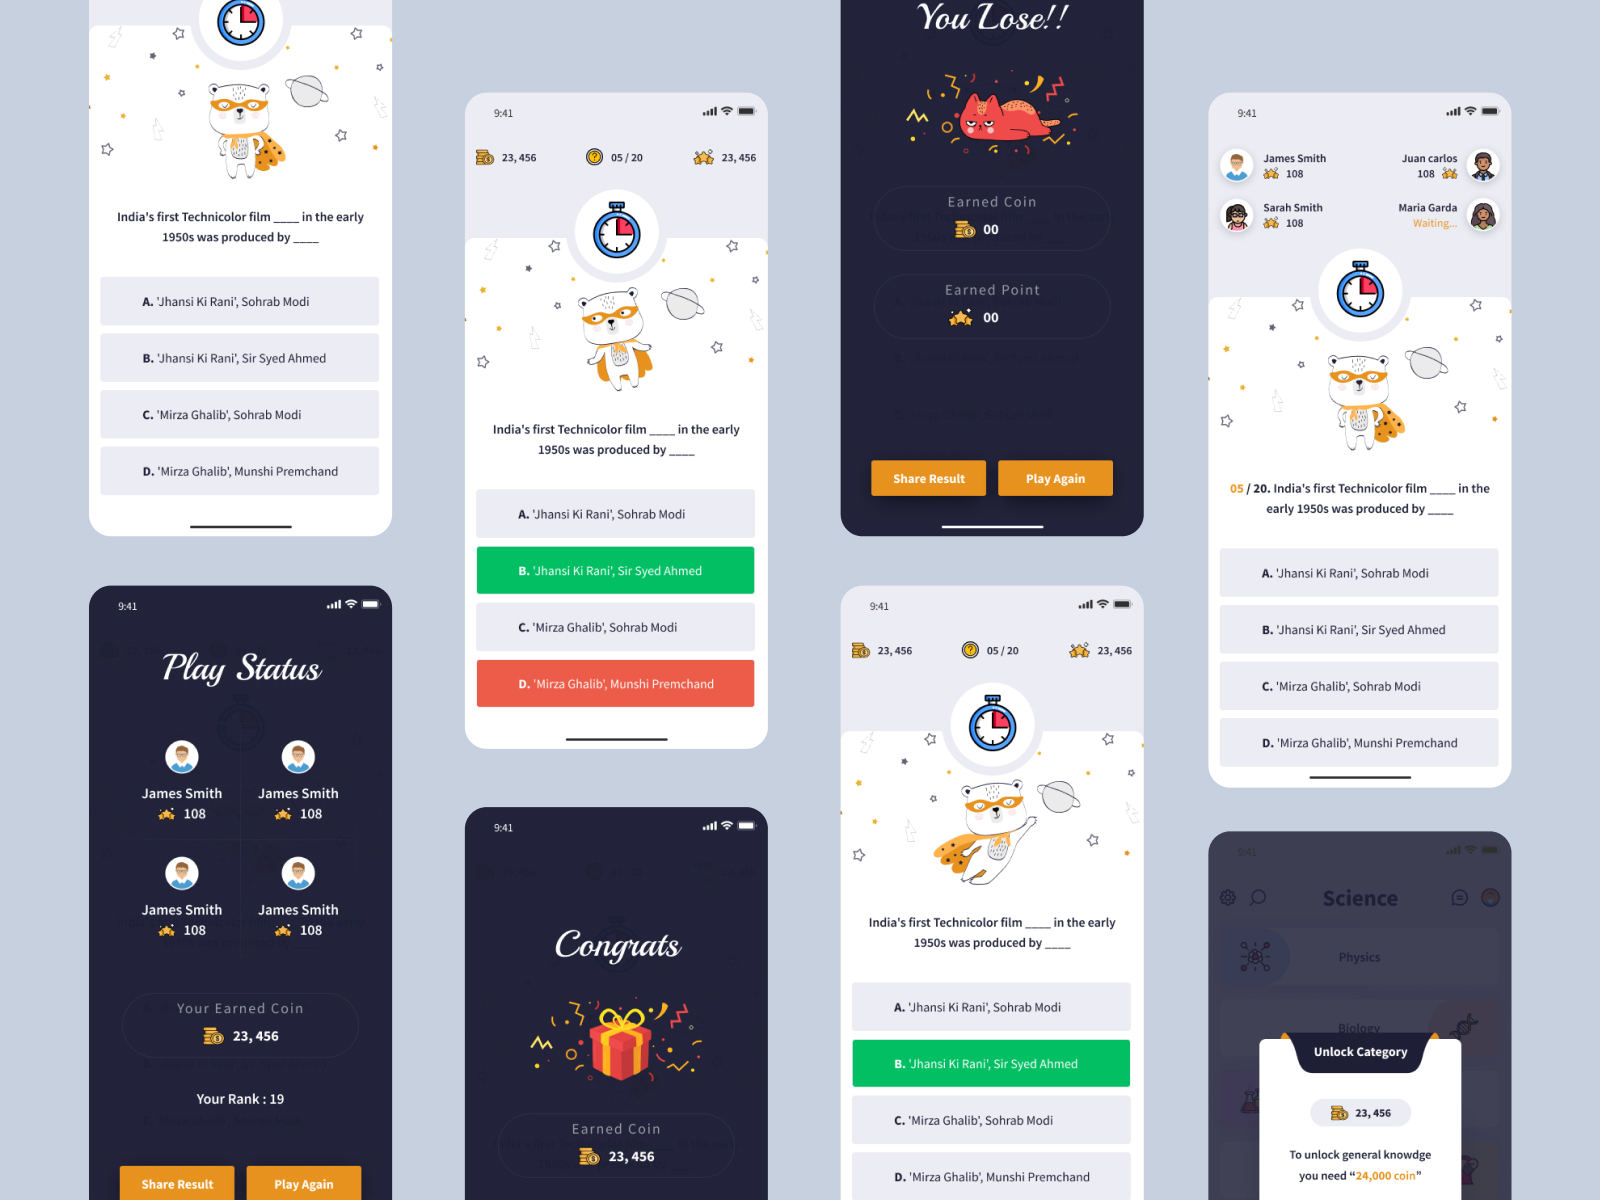 India's first Technicolor film ____ in the early
1950s was produced by ____
A. 'Jhansi Ki Rani', Sohrab Modi
B. 'Jhansi Ki Rani', Sir Syed Ahmed
C. 'Mirza Ghalib', Sohrab Modi
D. 'Mirza Ghalib', Munshi Premchand
9:41
Play Status
James Smith
108
James Smith
108
James Smith
108
James Smith
108
Your Earned Coin
23, 456
Your Rank : 19
Share Result
Play Again
9:41
23, 456
05 / 20
23, 456
India's first Technicolor film ____ in the early
1950s was produced by ____
A. 'Jhansi Ki Rani', Sohrab Modi
B. 'Jhansi Ki Rani', Sir Syed Ahmed
C. 'Mirza Ghalib', Sohrab Modi
D. 'Mirza Ghalib', Munshi Premchand
9:41
Congrats
Earned Coin
23, 456
You Lose!!
Earned Coin
00
Earned Point
00
Share Result
Play Again
9:41
23, 456
05 / 20
23, 456
India's first Technicolor film ____ in the early
1950s was produced by ____
A. 'Jhansi Ki Rani', Sohrab Modi
B. 'Jhansi Ki Rani', Sir Syed Ahmed
C. 'Mirza Ghalib', Sohrab Modi
D. 'Mirza Ghalib', Munshi Premchand
9:41
James Smith
108
Juan carlos
108
Sarah Smith
108
Maria Garda
Waiting...
05 / 20. India's first Technicolor film ____ in the
early 1950s was produced by ____
A. 'Jhansi Ki Rani', Sohrab Modi
B. 'Jhansi Ki Rani', Sir Syed Ahmed
C. 'Mirza Ghalib', Sohrab Modi
D. 'Mirza Ghalib', Munshi Premchand
9:41
Science
Physics
Biology
Unlock Category
23, 456
To unlock general knowdge
you need “24,000 coin”